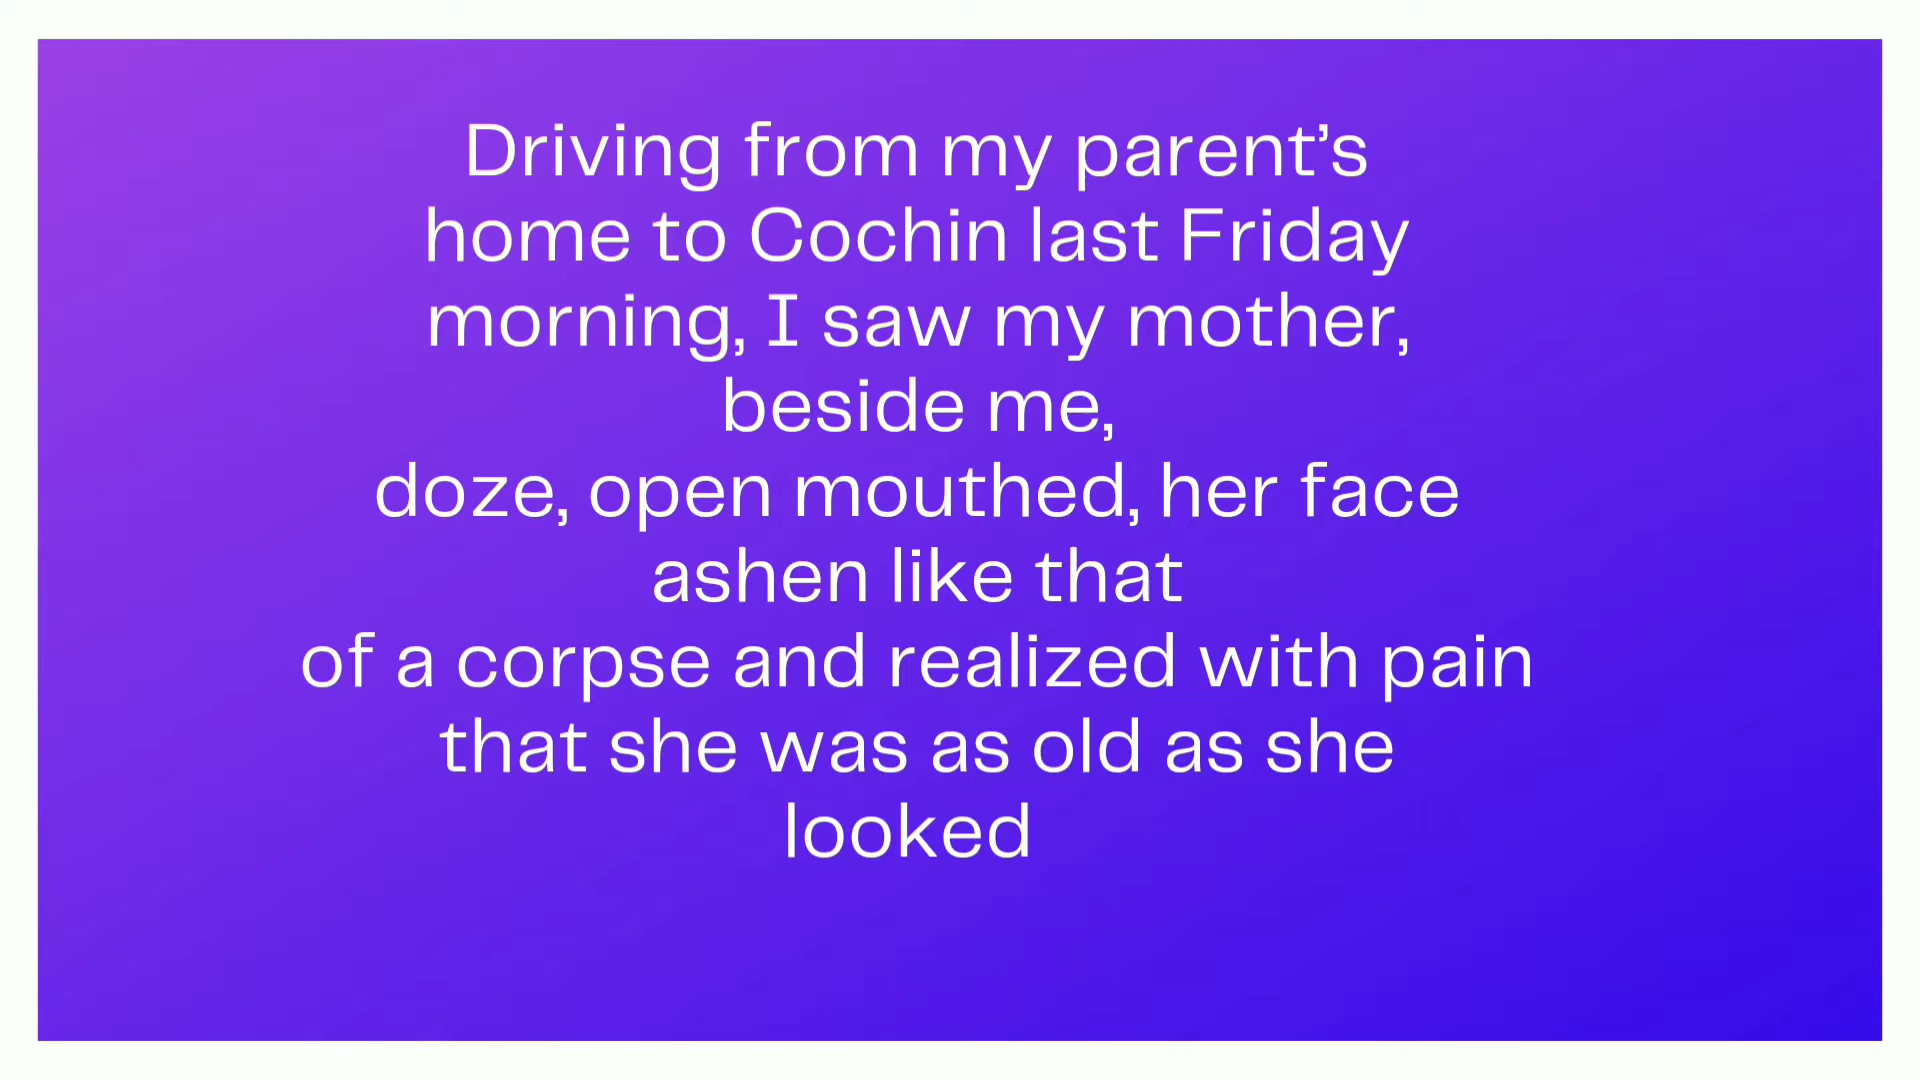 Driving from my parent’s
home to Cochin last Friday
morning, I saw my mother,
beside me,
doze, open mouthed, her face
ashen like that
of a corpse and realized with pain
that she was as old as she
looked